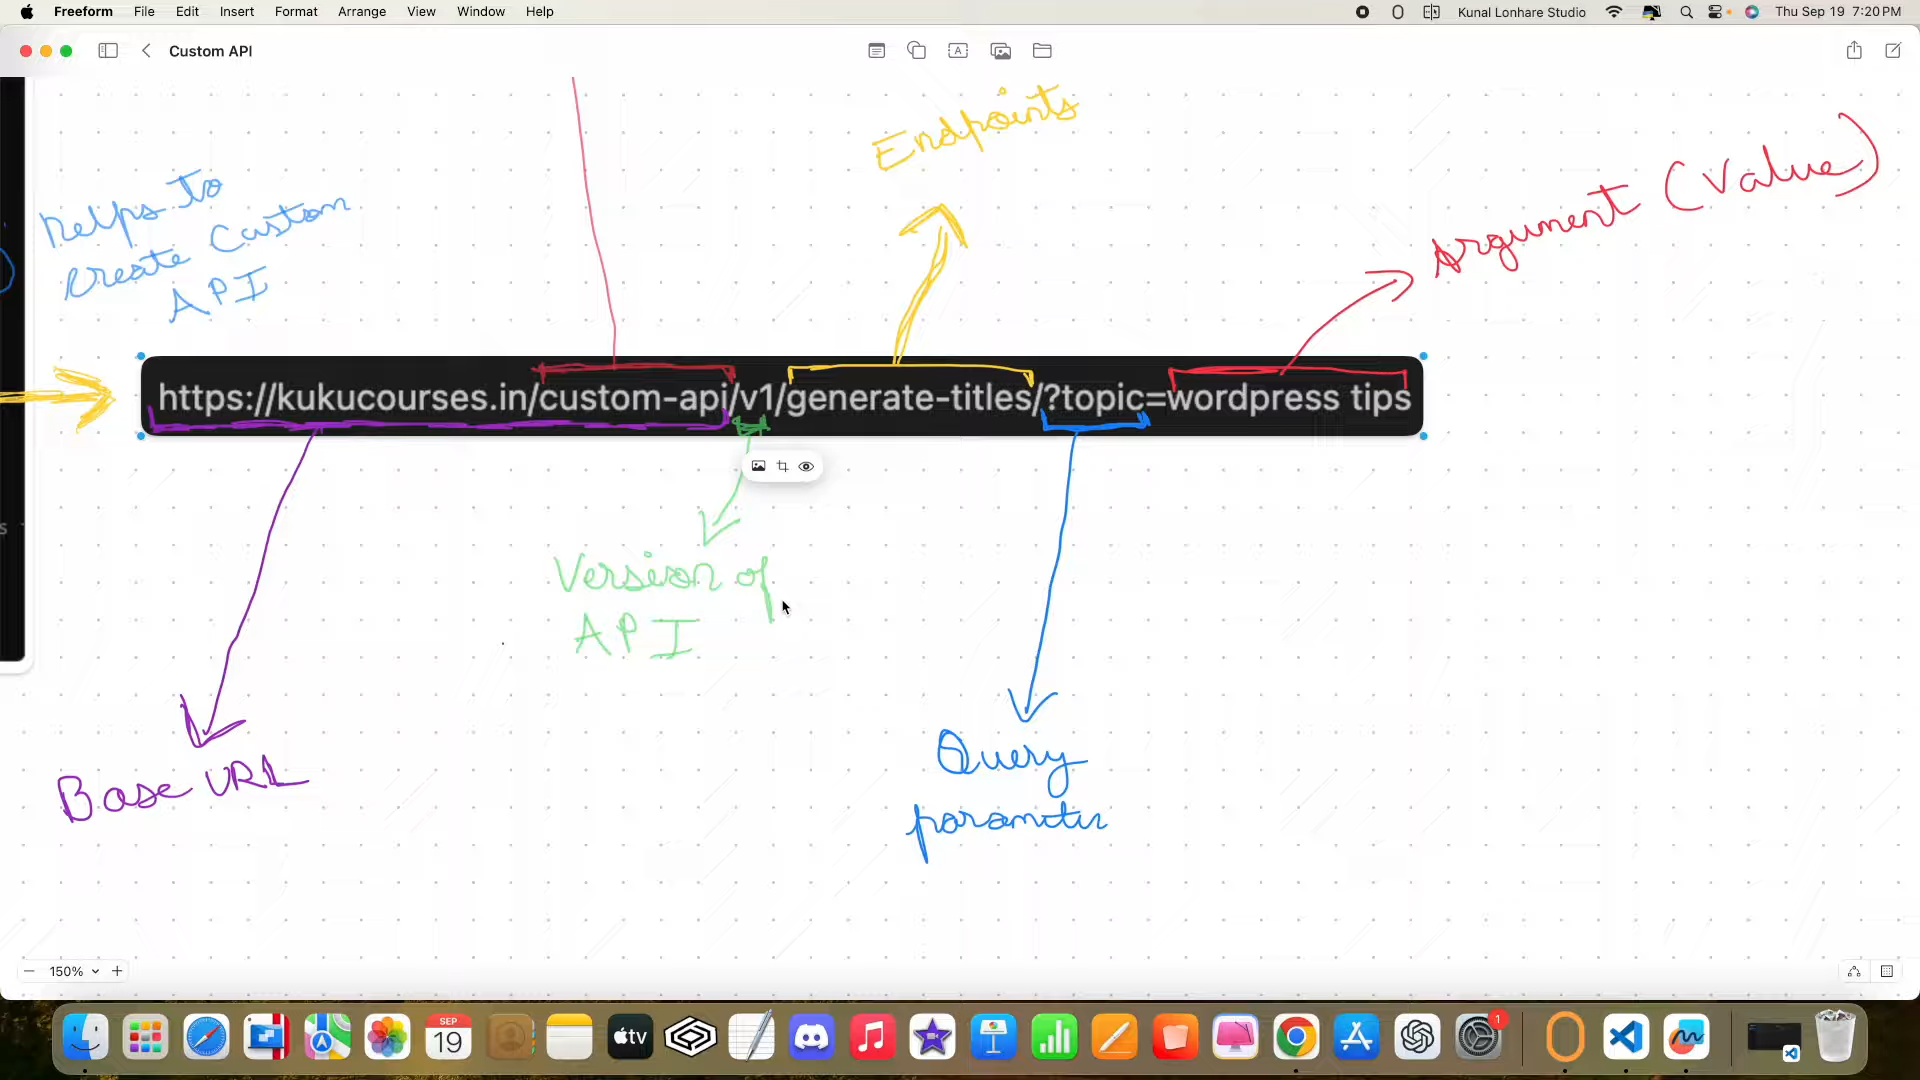 Freeform File Edit Insert Format Arrange View Window Help
Kunal Lonhare Studio Thu Sep 19 7:20 PM
Custom API
Endpoints
Argument (Value)
helps to
create Custom
API
https://kukucourses.in/custom-api/v1/generate-titles/?topic=wordpress tips
Version of
API
Query
parameter
Base URL
150%
SEP
19
tv
1